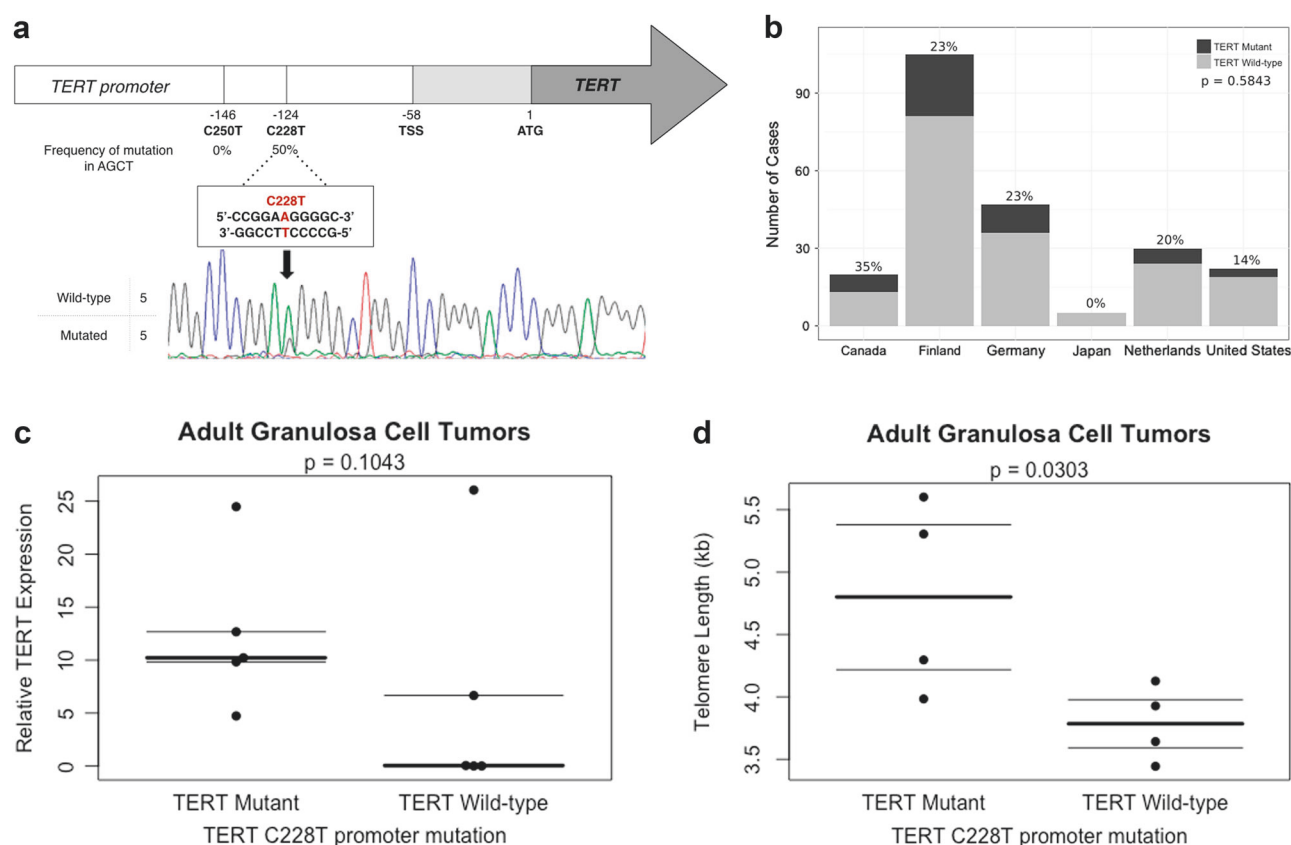 a
TERT promoter
TERT
-146
-124
-58
1
C250T
C228T
TSS
ATG
Frequency of mutation
in AGCT
0%
50%
C228T
5'-CCGGAAGGGGC-3'
3'-GGCCTTCCCCG-5'
Wild-type 5
Mutated 5
b
TERT Mutant
TERT Wild-type
p = 0.5843
Number of Cases
90
60
30
0
35%
23%
23%
0%
20%
14%
Canada
Finland
Germany
Japan
Netherlands
United States
c
Adult Granulosa Cell Tumors
p = 0.1043
Relative TERT Expression
25
20
15
10
5
0
TERT Mutant
TERT Wild-type
TERT C228T promoter mutation
d
Adult Granulosa Cell Tumors
p = 0.0303
Telomere Length (kb)
5.5
5.0
4.5
4.0
3.5
TERT Mutant
TERT Wild-type
TERT C228T promoter mutation